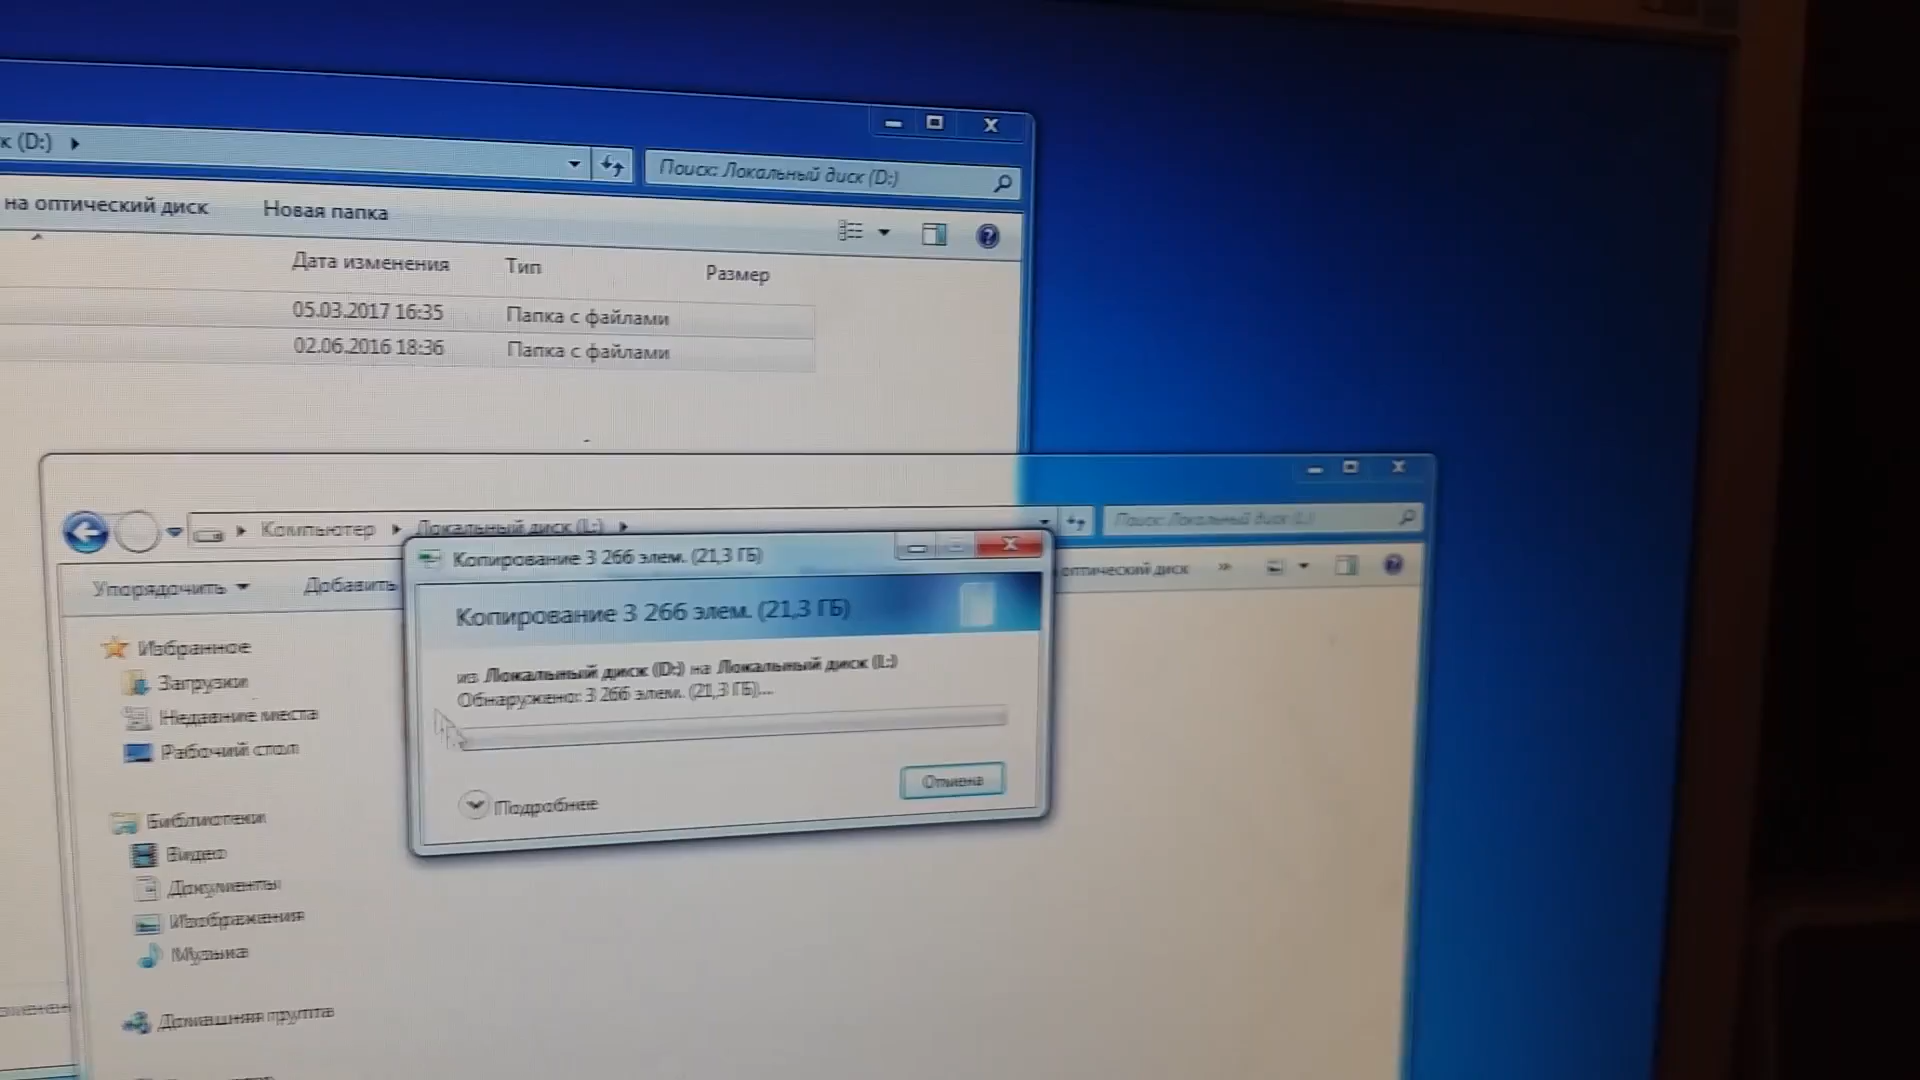 к (D:)
Поиск: Локальный диск (D:)
на оптический диск Новая папка
Дата изменения Тип Размер
05.03.2017 16:35 Папка с файлами
02.06.2016 18:36 Папка с файлами
Компьютер Локальный диск (L:)
Поиск: Локальный диск (L:)
Упорядочить Добавить оптический диск »
Копирование 3 266 элем. (21,3 ГБ)
Копирование 3 266 элем. (21,3 ГБ)
из Локальный диск (D:) на Локальный диск (L:)
Обнаружено: 3 266 элем. (21,3 ГБ)....
Отмена
Подробнее
Избранное
Загрузки
Недавние места
Рабочий стол
Библиотеки
Видео
Документы
Изображения
Музыка
Домашняя группа